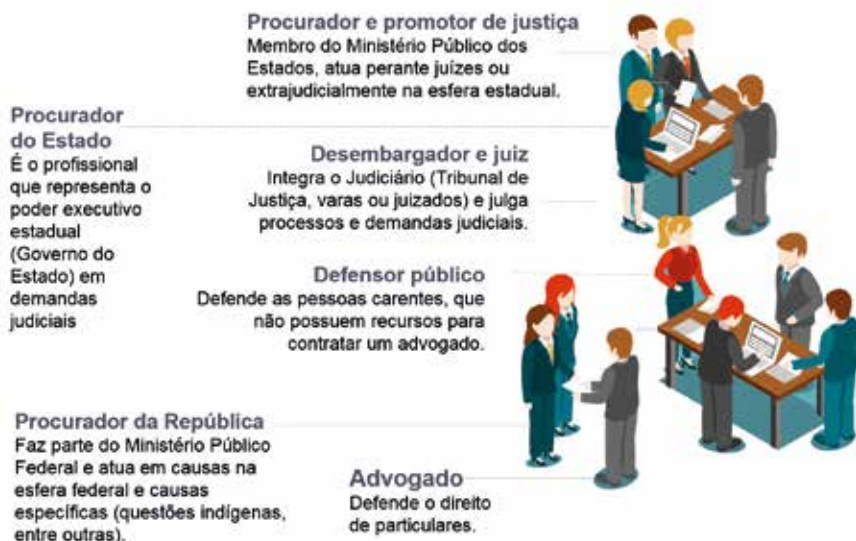 Procurador e promotor de justiça
Membro do Ministério Público dos
Estados, atua perante juízes ou
extrajudicialmente na esfera estadual.
Procurador
do Estado
É o profissional
que representa o
poder executivo
estadual
(Governo do
Estado) em
demandas
judiciais
Desembargador e juiz
Integra o Judiciário (Tribunal de
Justiça, varas ou juizados) e julga
processos e demandas judiciais.
Defensor público
Defende as pessoas carentes, que
não possuem recursos para
contratar um advogado.
Procurador da República
Faz parte do Ministério Público
Federal e atua em causas na
esfera federal e causas
específicas (questões indígenas,
entre outras).
Advogado
Defende o direito
de particulares.